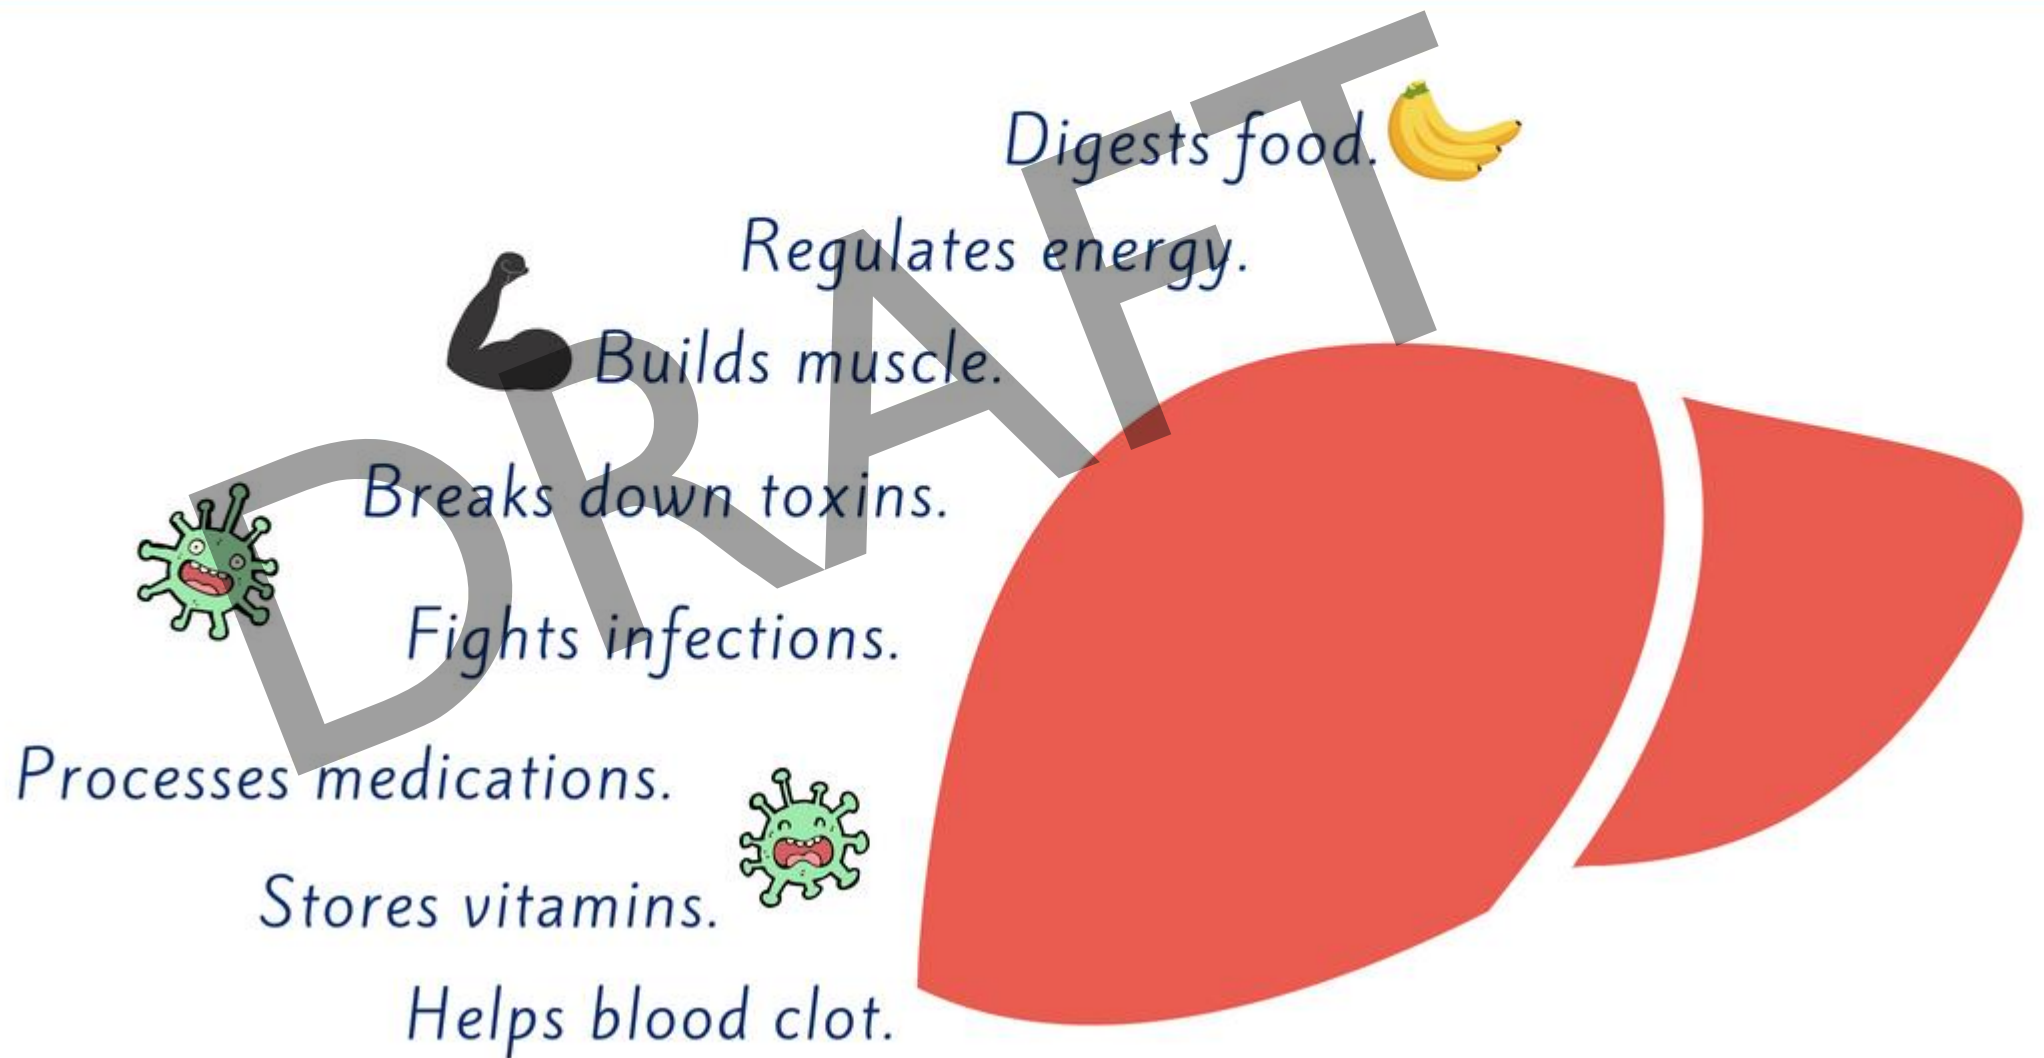 Digests food.
Regulates energy.
Builds muscle.
Breaks down toxins.
Fights infections.
Processes medications.
Stores vitamins.
Helps blood clot.
DRAFT